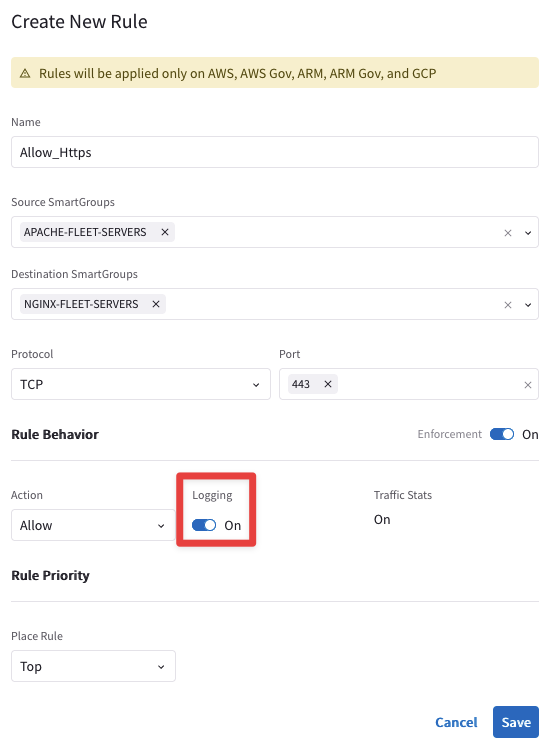 Create New Rule
Rules will be applied only on AWS, AWS Gov, ARM, ARM Gov, and GCP
Name
Allow_Https
Source SmartGroups
APACHE-FLEET-SERVERS
Destination SmartGroups
NGINX-FLEET-SERVERS
Protocol Port
TCP 443
Rule Behavior Enforcement On
Action Logging Traffic Stats
Allow On On
Rule Priority
Place Rule
Top
Cancel Save